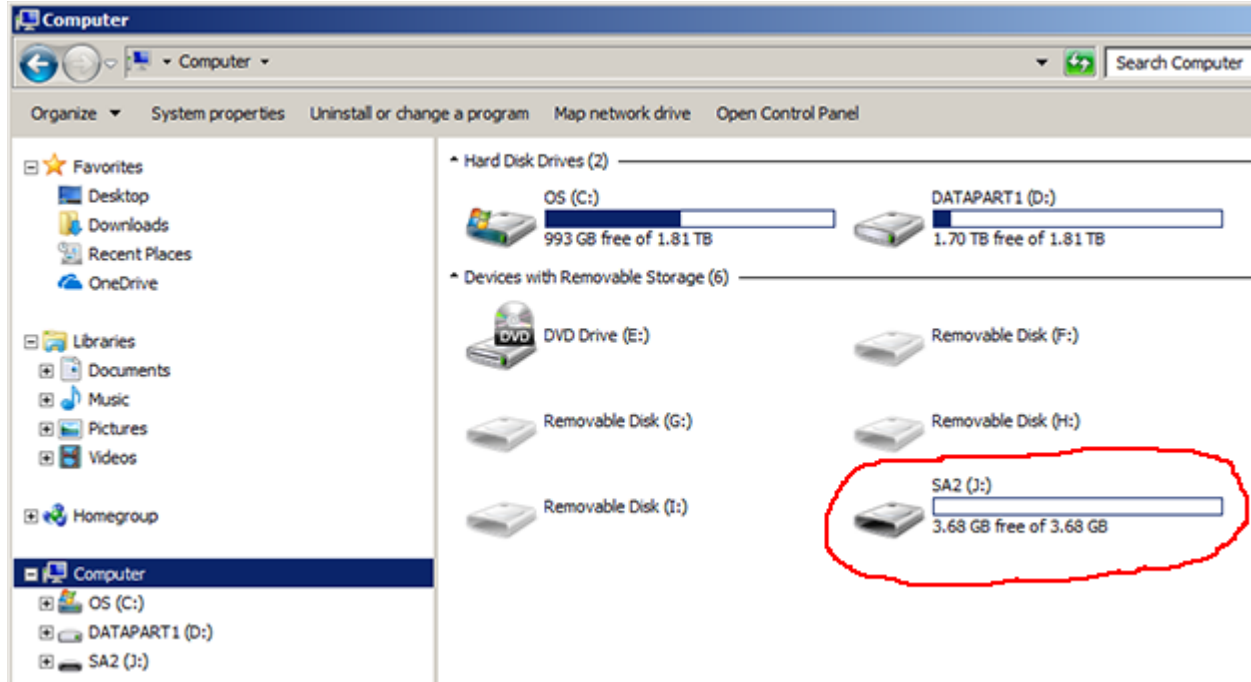 Computer
Computer
Search Computer
Organize
System properties
Uninstall or change a program
Map network drive
Open Control Panel
Favorites
Desktop
Downloads
Recent Places
OneDrive
Libraries
Documents
Music
Pictures
Videos
Homegroup
Computer
OS (C:)
DATAPART1 (D:)
SA2 (J:)
Hard Disk Drives (2)
OS (C:)
993 GB free of 1.81 TB
DATAPART1 (D:)
1.70 TB free of 1.81 TB
Devices with Removable Storage (6)
DVD
DVD Drive (E:)
Removable Disk (F:)
Removable Disk (G:)
Removable Disk (H:)
Removable Disk (I:)
SA2 (J:)
3.68 GB free of 3.68 GB